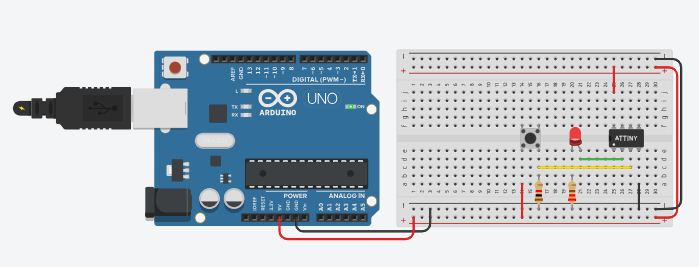 AREF
GND
13
12
~11
~10
~9
8
7
~6
~5
4
~3
2
TX→1
RX←0
DIGITAL (PWM~)
L
TX
RX
UNO
ARDUINO
ON
ATTINY
POWER
ANALOG IN
IOREF
RESET
3.3V
5V
GND
GND
Vin
A0
A1
A2
A3
A4
A5